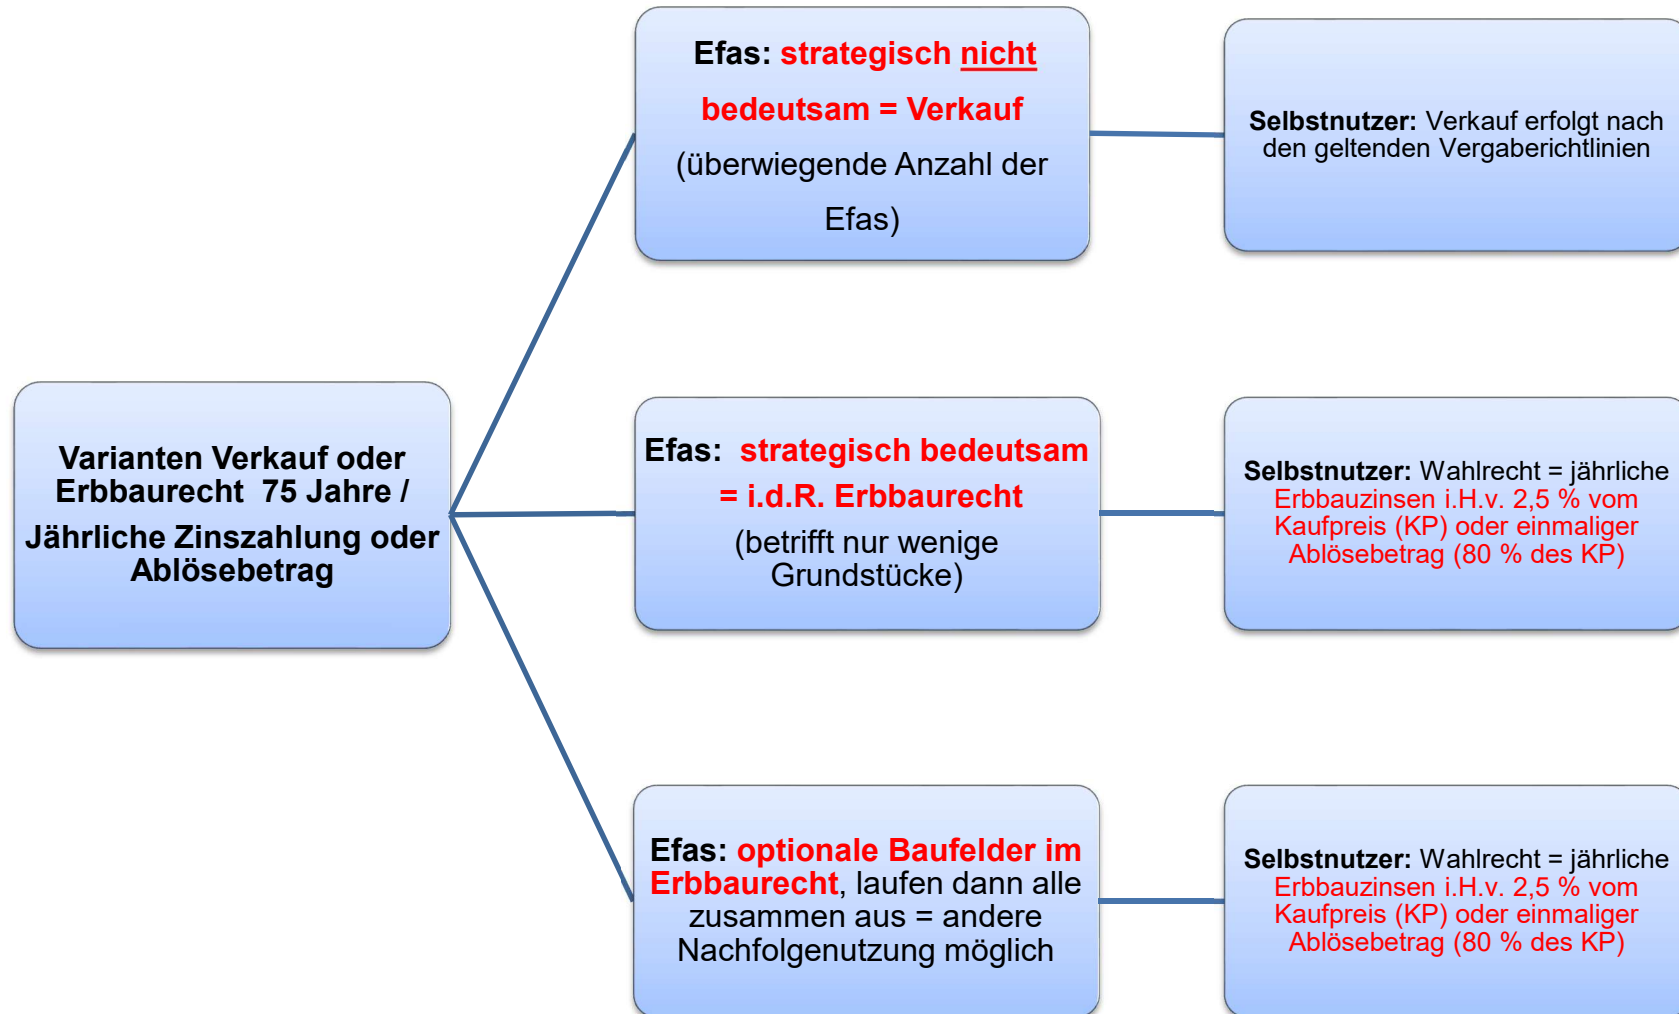 Varianten Verkauf oder
Erbbaurecht 75 Jahre /
Jährliche Zinszahlung oder
Ablösebetrag
Efas: strategisch nicht
bedeutsam = Verkauf
(überwiegende Anzahl der
Efas)
Selbstnutzer: Verkauf erfolgt nach
den geltenden Vergaberichtlinien
Efas: strategisch bedeutsam
= i.d.R. Erbbaurecht
(betrifft nur wenige
Grundstücke)
Selbstnutzer: Wahlrecht = jährliche
Erbbauzinsen i.H.v. 2,5 % vom
Kaufpreis (KP) oder einmaliger
Ablösebetrag (80 % des KP)
Efas: optionale Baufelder im
Erbbaurecht, laufen dann alle
zusammen aus = andere
Nachfolgenutzung möglich
Selbstnutzer: Wahlrecht = jährliche
Erbbauzinsen i.H.v. 2,5 % vom
Kaufpreis (KP) oder einmaliger
Ablösebetrag (80 % des KP)